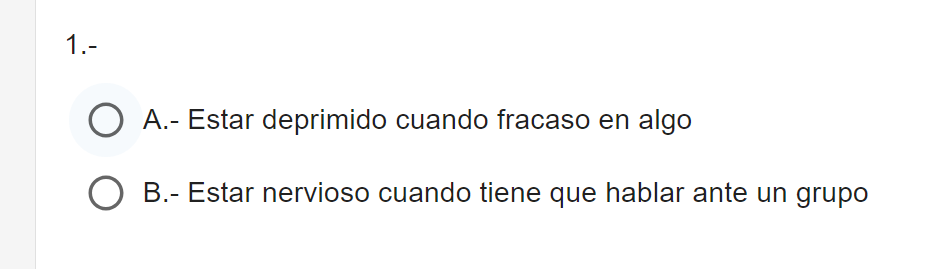 1.-
A.- Estar deprimido cuando fracaso en algo
B.- Estar nervioso cuando tiene que hablar ante un grupo